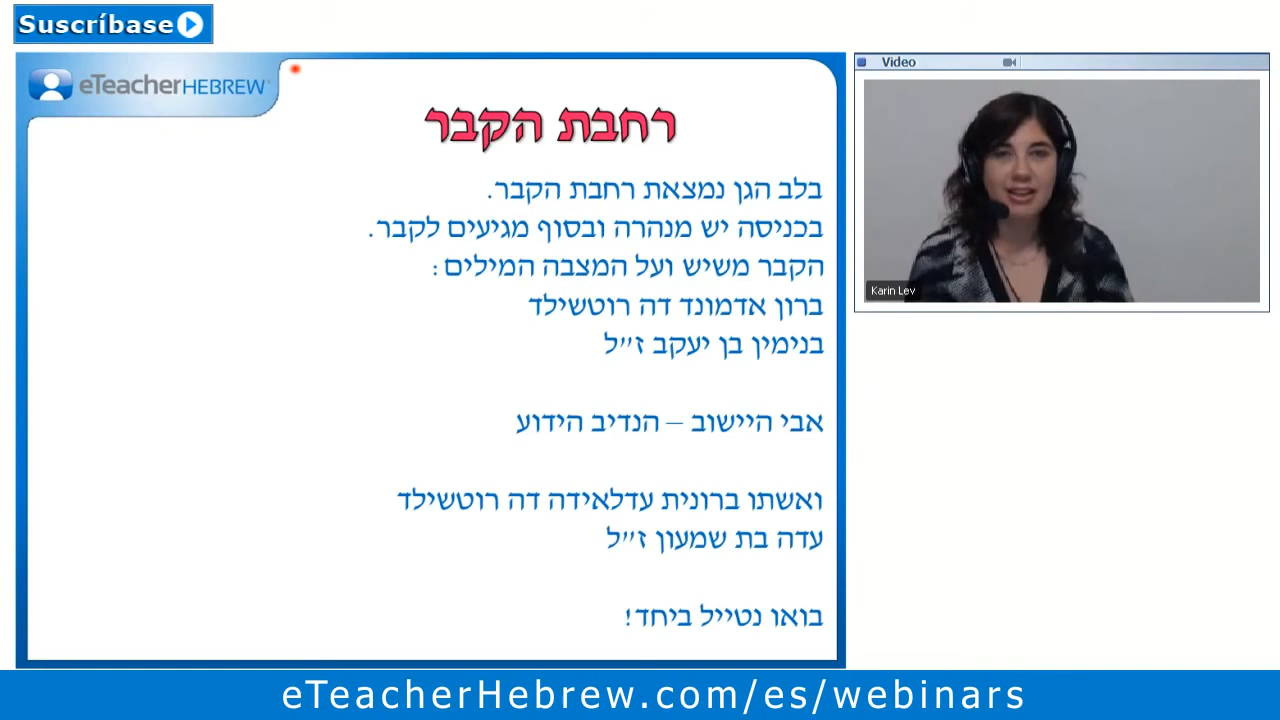 Suscríbase
eTeacherHEBREW
Video
רחבת הקבר
בלב הגן נמצאת רחבת הקבר.
בכניסה יש מנהרה ובסוף מגיעים לקבר.
הקבר משיש ועל המצבה המילים:
ברון אדמונד דה רוטשילד
בנימין בן יעקב ז״ל
אבי היישוב – הנדיב הידוע
ואשתו ברונית עדלאידה דה רוטשילד
עדה בת שמעון ז״ל
בואו נטייל ביחד!
Karin Lev
eTeacherHebrew.com/es/webinars